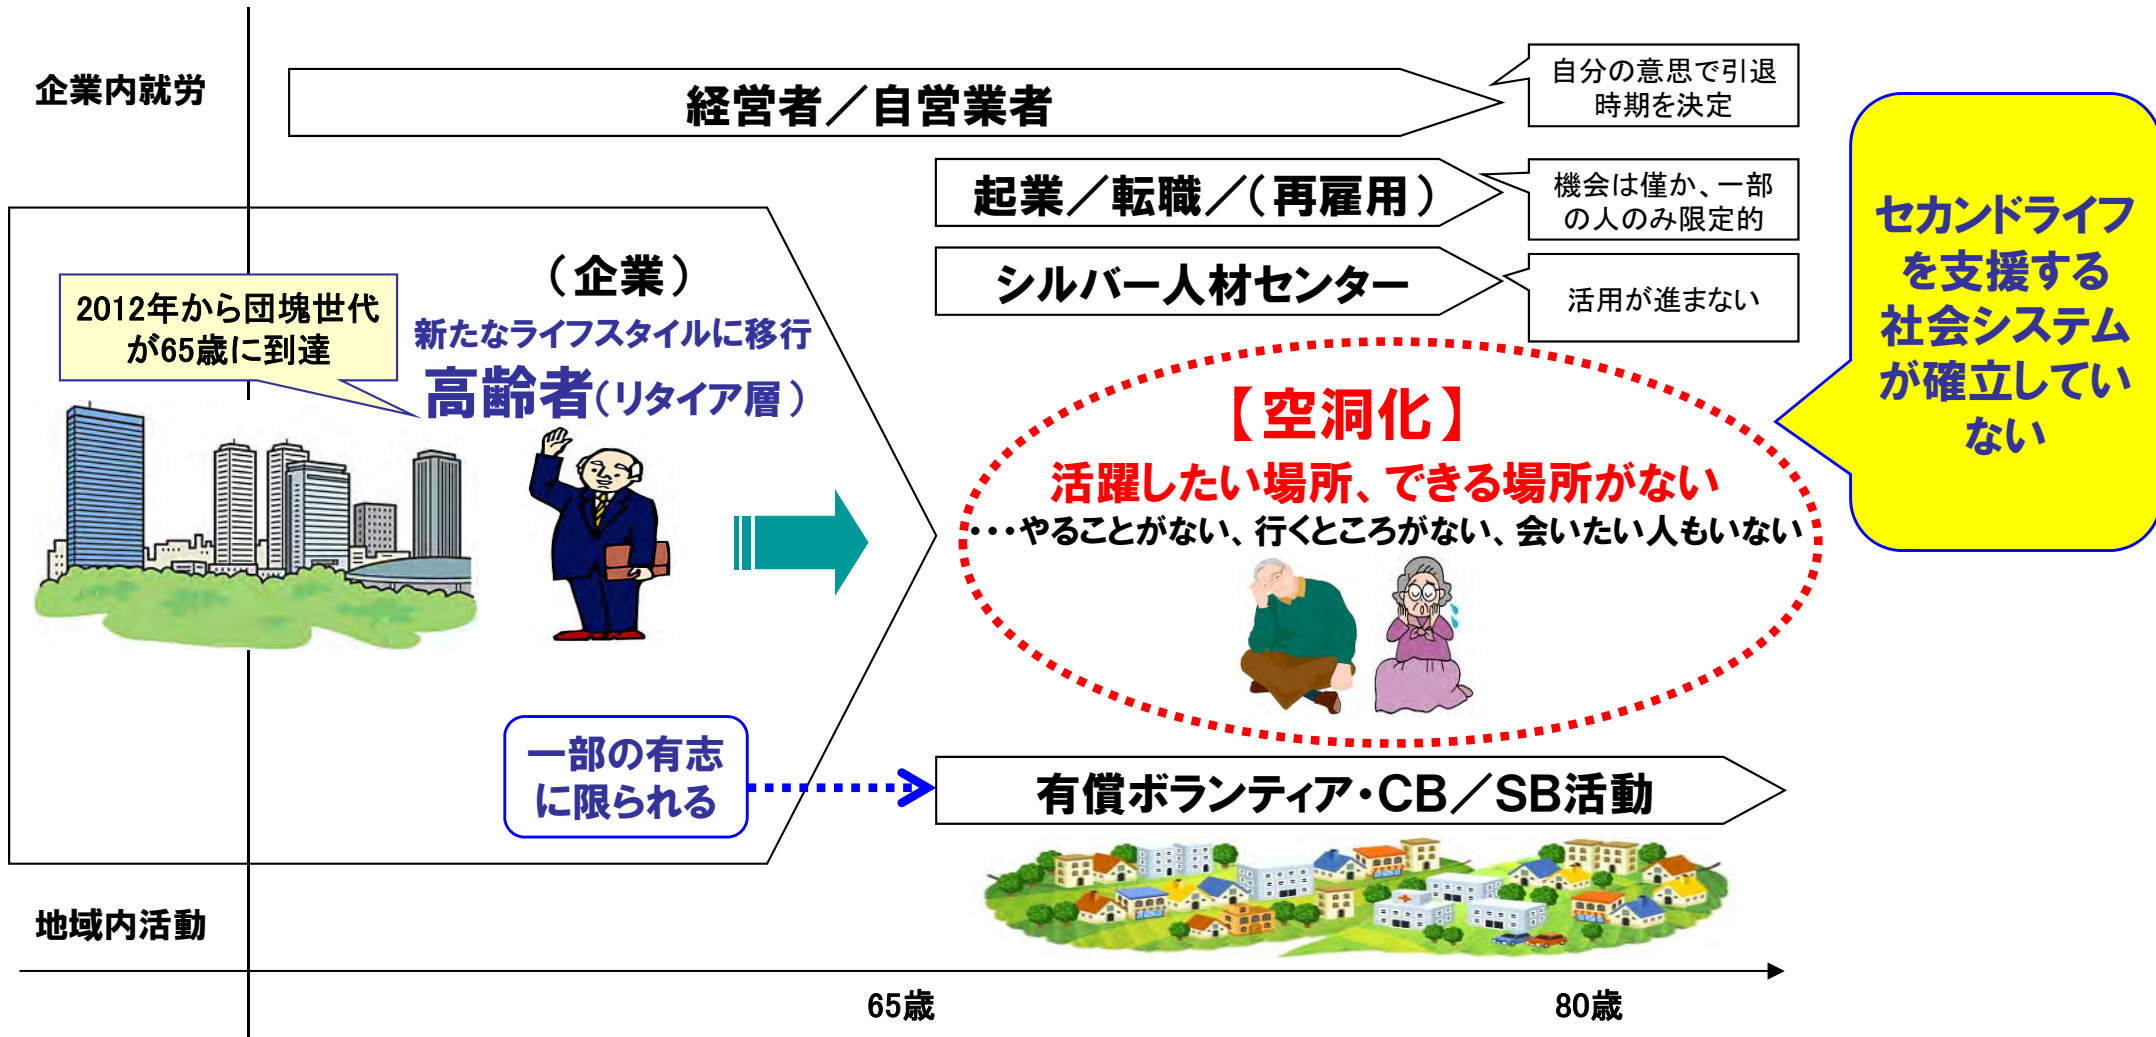 企業内就労
経営者／自営業者
自分の意思で引退
時期を決定
起業／転職／（再雇用）
機会は僅か、一部
の人のみ限定的
シルバー人材センター
活用が進まない
セカンドライフ
を支援する
社会システム
が確立してい
ない
（企業）
2012年から団塊世代
が65歳に到達
新たなライフスタイルに移行
高齢者（リタイア層）
【空洞化】
活躍したい場所、できる場所がない
・・・やることがない、行くところがない、会いたい人もいない
一部の有志
に限られる
有償ボランティア・CB／SB活動
地域内活動
65歳
80歳